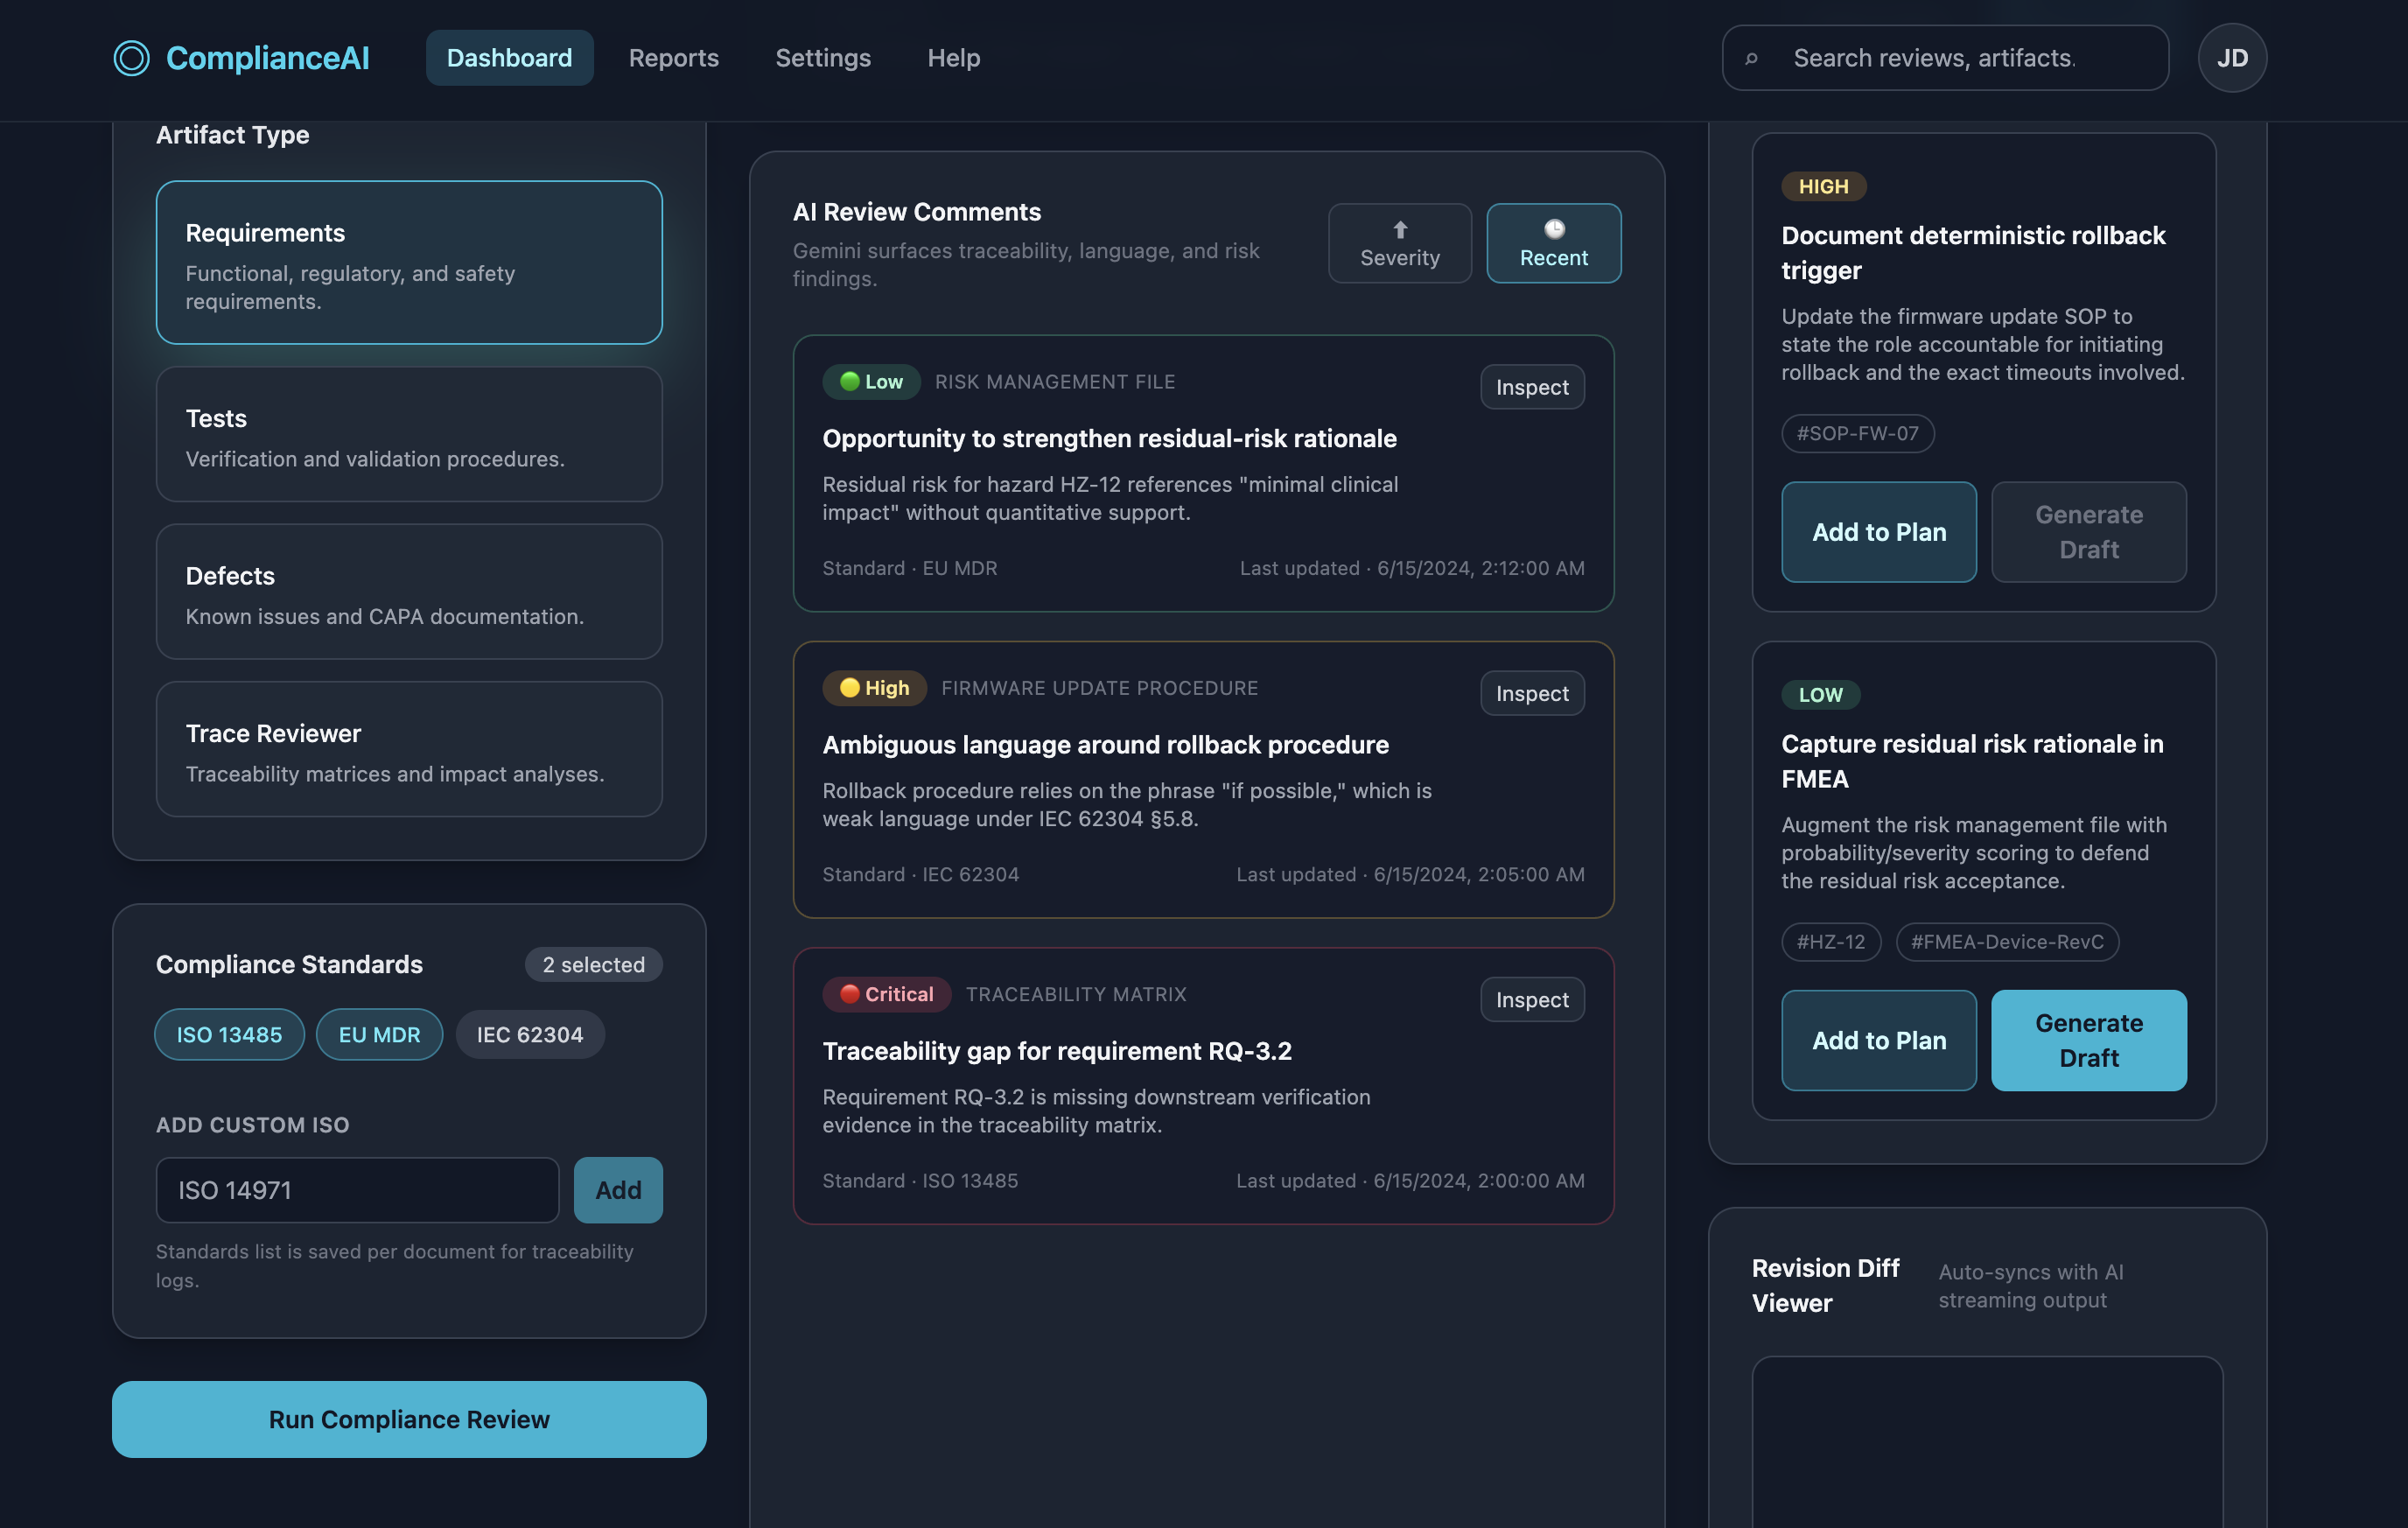 ComplianceAI
Dashboard
Reports
Settings
Help
Search reviews, artifacts.
JD
Artifact Type
Requirements
Functional, regulatory, and safety
requirements.
Tests
Verification and validation procedures.
Defects
Known issues and CAPA documentation.
Trace Reviewer
Traceability matrices and impact analyses.
Compliance Standards
2 selected
ISO 13485
EU MDR
IEC 62304
ADD CUSTOM ISO
ISO 14971
Add
Standards list is saved per document for traceability
logs.
Run Compliance Review
AI Review Comments
Gemini surfaces traceability, language, and risk
findings.
Severity
Recent
Low
RISK MANAGEMENT FILE
Inspect
Opportunity to strengthen residual-risk rationale
Residual risk for hazard HZ-12 references "minimal clinical
impact" without quantitative support.
Standard · EU MDR
Last updated · 6/15/2024, 2:12:00 AM
High
FIRMWARE UPDATE PROCEDURE
Inspect
Ambiguous language around rollback procedure
Rollback procedure relies on the phrase "if possible," which is
weak language under IEC 62304 §5.8.
Standard · IEC 62304
Last updated · 6/15/2024, 2:05:00 AM
Critical
TRACEABILITY MATRIX
Inspect
Traceability gap for requirement RQ-3.2
Requirement RQ-3.2 is missing downstream verification
evidence in the traceability matrix.
Standard · ISO 13485
Last updated · 6/15/2024, 2:00:00 AM
HIGH
Document deterministic rollback
trigger
Update the firmware update SOP to
state the role accountable for initiating
rollback and the exact timeouts involved.
#SOP-FW-07
Add to Plan
Generate
Draft
LOW
Capture residual risk rationale in
FMEA
Augment the risk management file with
probability/severity scoring to defend
the residual risk acceptance.
#HZ-12
#FMEA-Device-RevC
Add to Plan
Generate
Draft
Revision Diff
Viewer
Auto-syncs with AI
streaming output